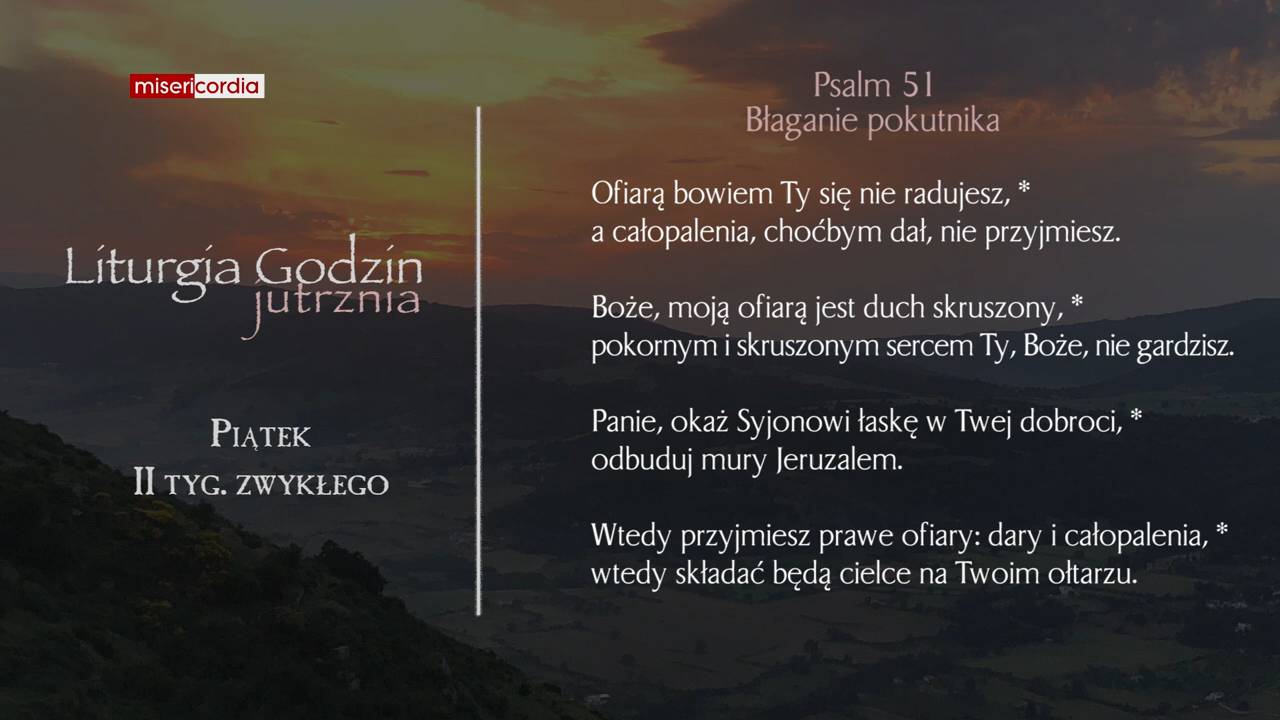 misericordia
Liturgia Godzin
jutrznia
Piątek
II tyg. zwykłego
Psalm 51
Błaganie pokutnika
Ofiarą bowiem Ty się nie radujesz, *
a całopalenia, choćbym dał, nie przyjmiesz.
Boże, moją ofiarą jest duch skruszony, *
pokornym i skruszonym sercem Ty, Boże, nie gardzisz.
Panie, okaż Syjonowi łaskę w Twej dobroci, *
odbuduj mury Jeruzalem.
Wtedy przyjmiesz prawe ofiary: dary i całopalenia, *
wtedy składać będą cielce na Twoim ołtarzu.